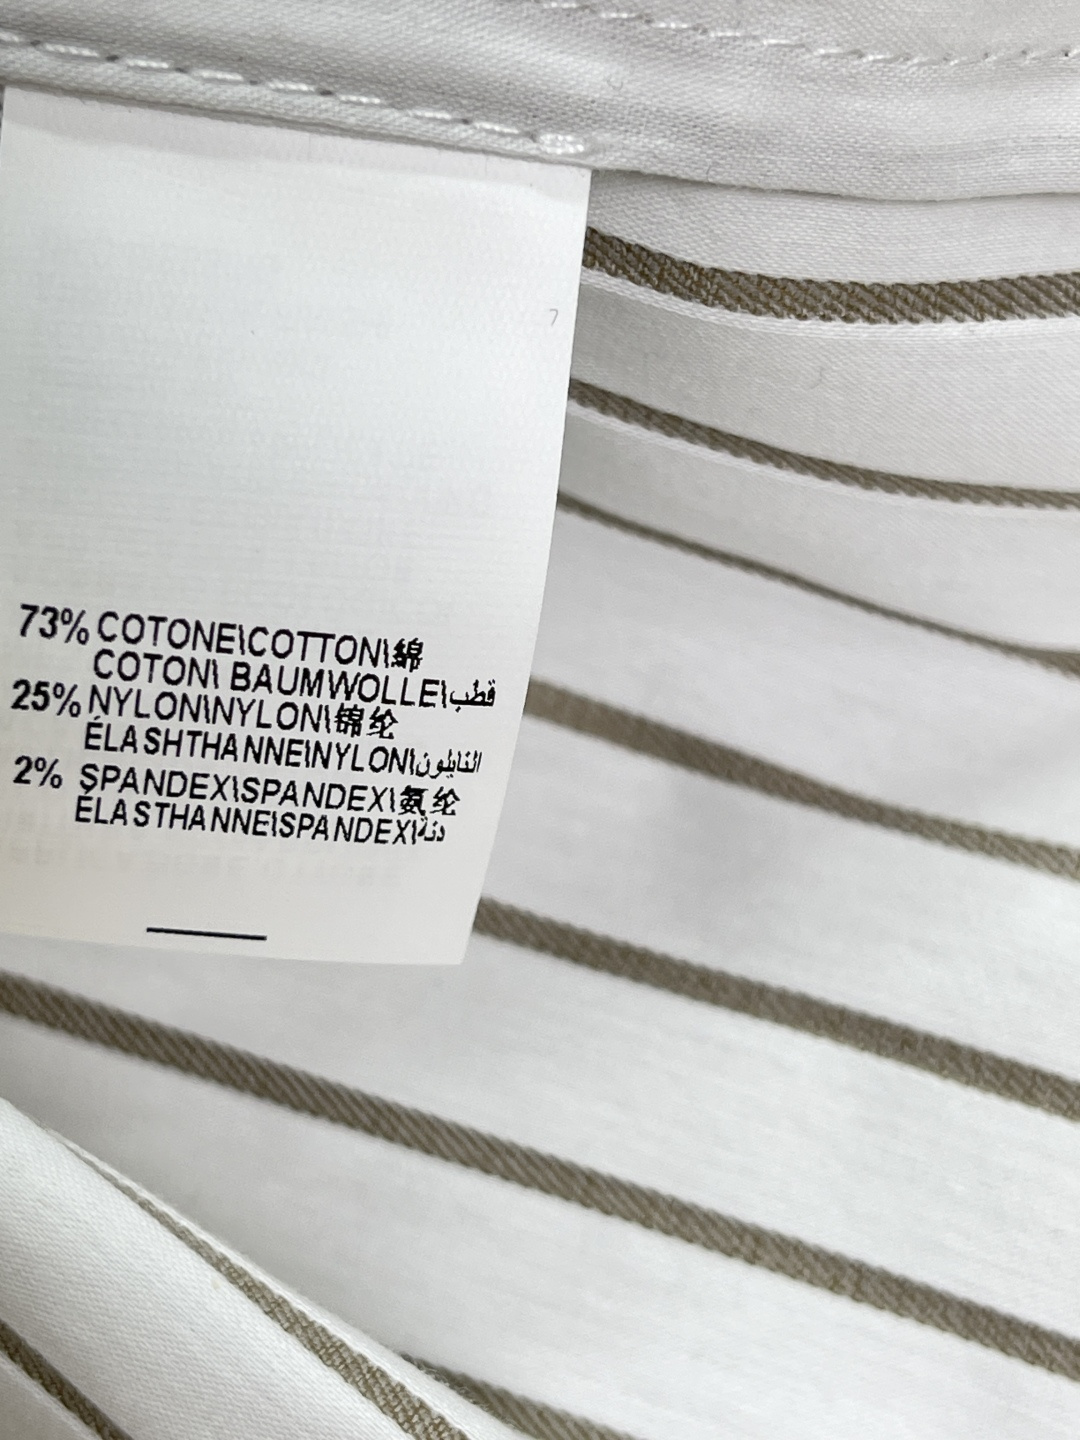 73% COTONE\COTTON\綿
COTON\ BAUMWOLLE\قطب
25% NYLON\NYLON\锦纶
ÉLASHTHANNE\NYLON\النايلون
2% SPANDEX\SPANDEX\氨纶
ÉLASTHANNE\SPANDEX\